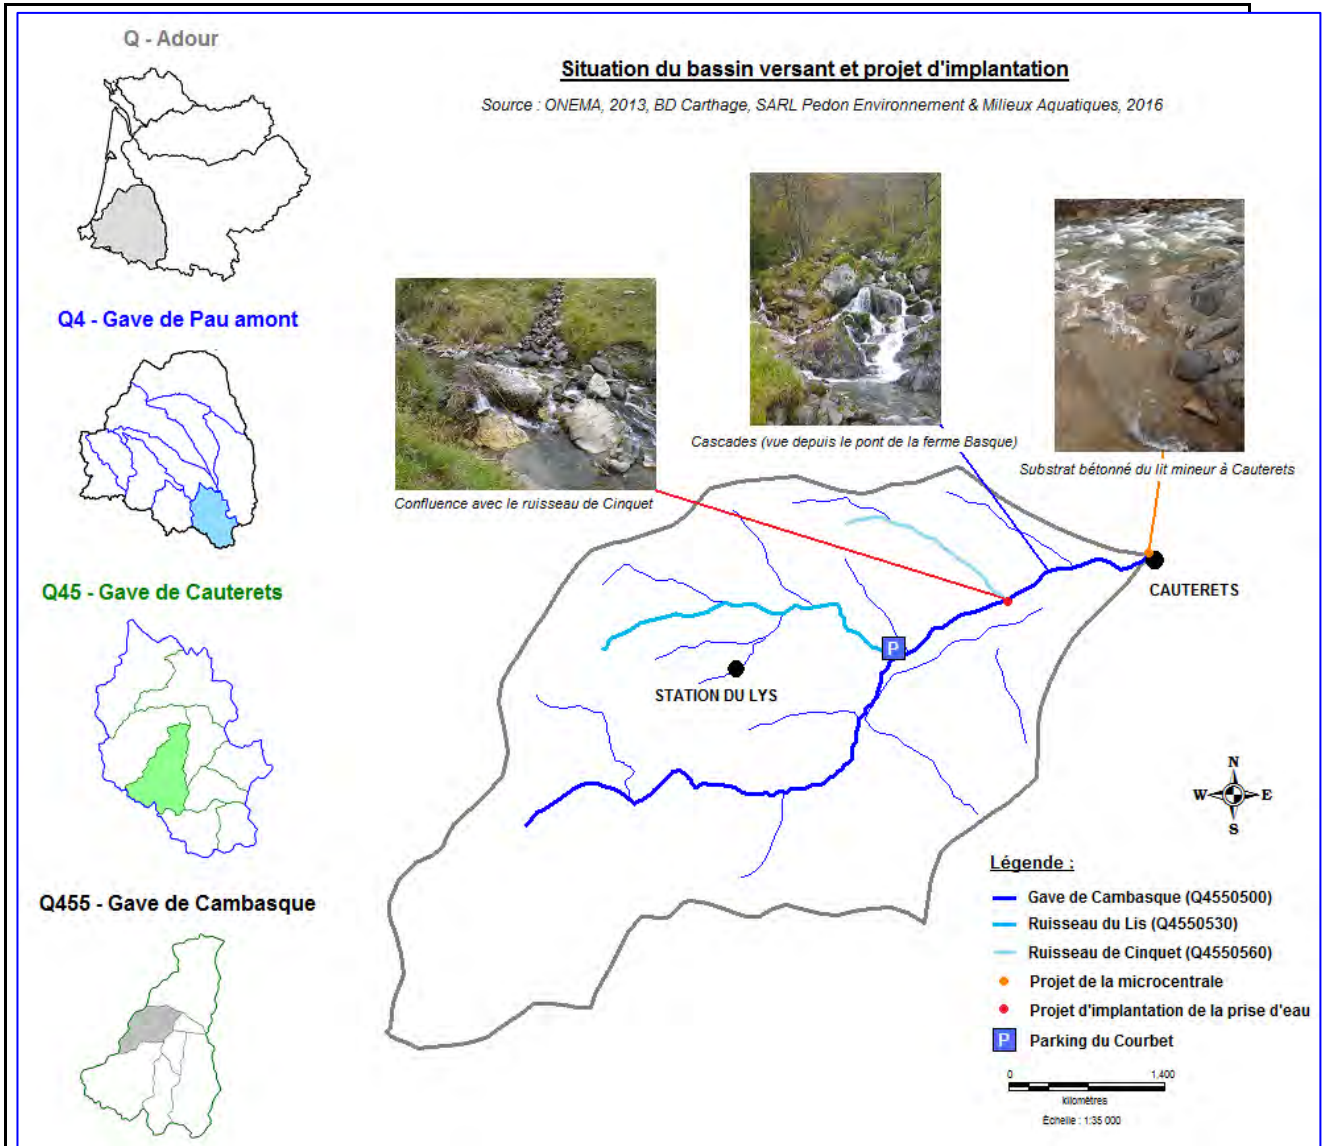 Q - Adour
Situation du bassin versant et projet d'implantation
Source : ONEMA, 2013, BD Carthage, SARL Pedon Environnement & Milieux Aquatiques, 2016
Q4 - Gave de Pau amont
Q45 - Gave de Cauterets
Q455 - Gave de Cambasque
Confluence avec le ruisseau de Cinquet
Cascades (vue depuis le pont de la ferme Basque)
Substrat bétonné du lit mineur à Cauterets
CAUTERETS
P
STATION DU LYS
N
W
E
S
Légende :
Gave de Cambasque (Q4550500)
Ruisseau du Lis (Q4550530)
Ruisseau de Cinquet (Q4550560)
Projet de la microcentrale
Projet d'implantation de la prise d'eau
P Parking du Courbet
0 1,400
kilomètres
Échelle : 1:35 000